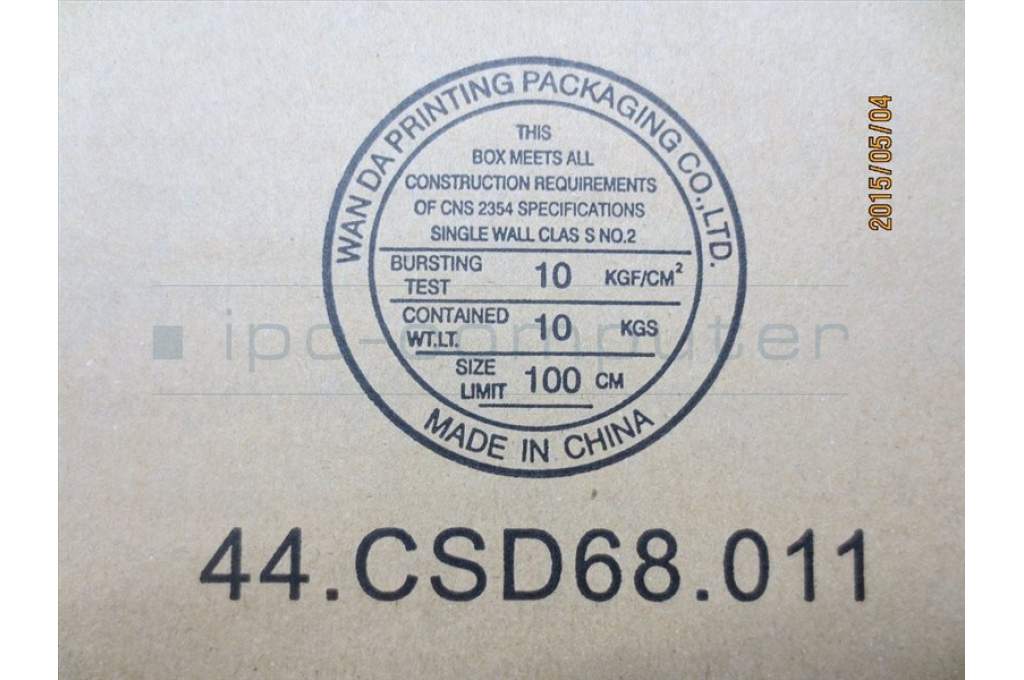 WAN DA PRINTING PACKAGING CO.,LTD.
THIS
BOX MEETS ALL
CONSTRUCTION REQUIREMENTS
OF CNS 2354 SPECIFICATIONS
SINGLE WALL CLAS S NO.2
BURSTING TEST 10 KGF/CM²
CONTAINED WT.LT. 10 KGS
SIZE LIMIT 100 CM
MADE IN CHINA
44.CSD68.011
2015/05/04
ipc-computer